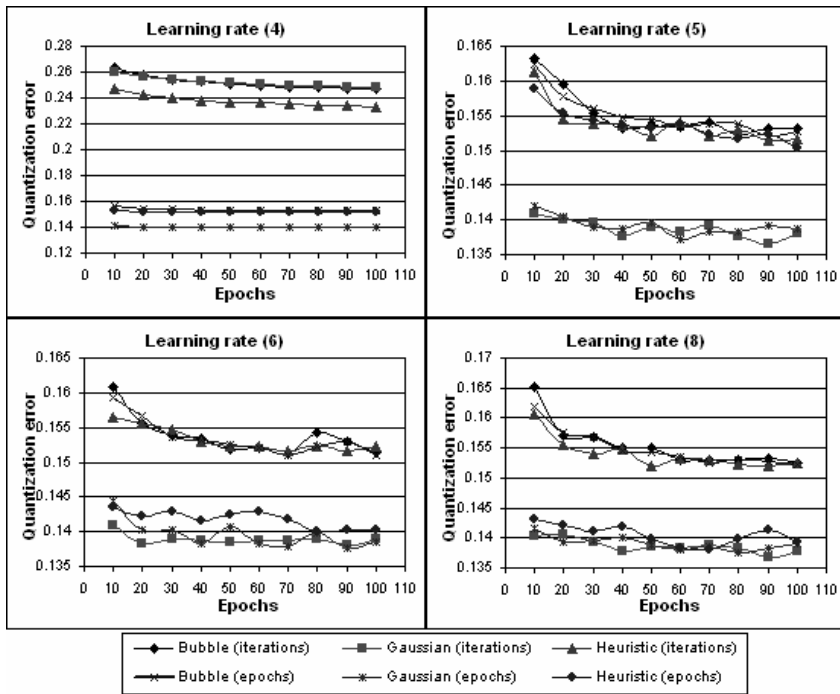 Learning rate (4)
Quantization error
0.28
0.26
0.24
0.22
0.2
0.18
0.16
0.14
0.12
0 10 20 30 40 50 60 70 80 90 100 110
Epochs
Learning rate (5)
Quantization error
0.165
0.16
0.155
0.15
0.145
0.14
0.135
0 10 20 30 40 50 60 70 80 90 100 110
Epochs
Learning rate (6)
Quantization error
0.165
0.16
0.155
0.15
0.145
0.14
0.135
0 10 20 30 40 50 60 70 80 90 100 110
Epochs
Learning rate (8)
Quantization error
0.17
0.165
0.16
0.155
0.15
0.145
0.14
0.135
0 10 20 30 40 50 60 70 80 90 100 110
Epochs
Bubble (iterations) Gaussian (iterations) Heuristic (iterations)
Bubble (epochs) Gaussian (epochs) Heuristic (epochs)